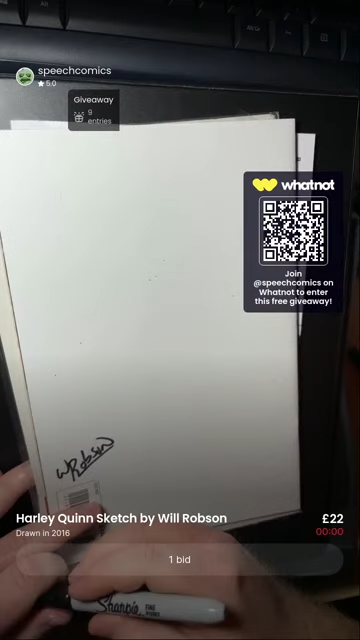 speechcomics
★ 5.0
Giveaway
9
entries
whatnot
Join
@speechcomics on
Whatnot to enter
this free giveaway!
WRobson
Harley Quinn Sketch by Will Robson
£22
Drawn in 2016
00:00
1 bid
Sharpie
FINE